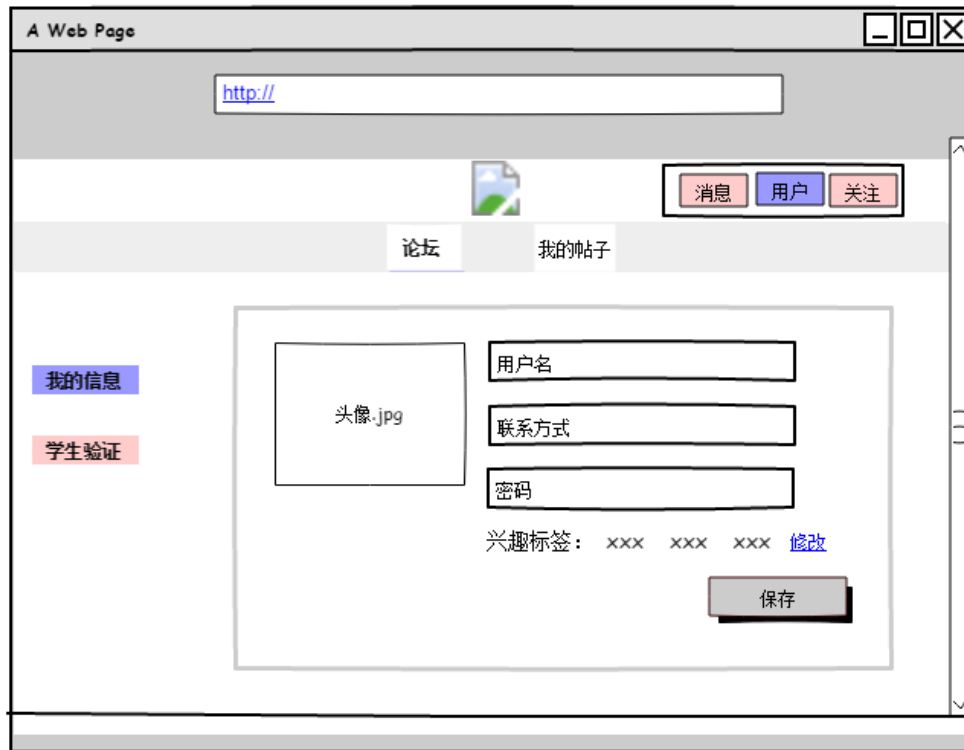 A Web Page
http://
消息 用户 关注
论坛 我的帖子
我的信息
学生验证
头像.jpg
用户名
联系方式
密码
兴趣标签： xxx xxx xxx 修改
保存